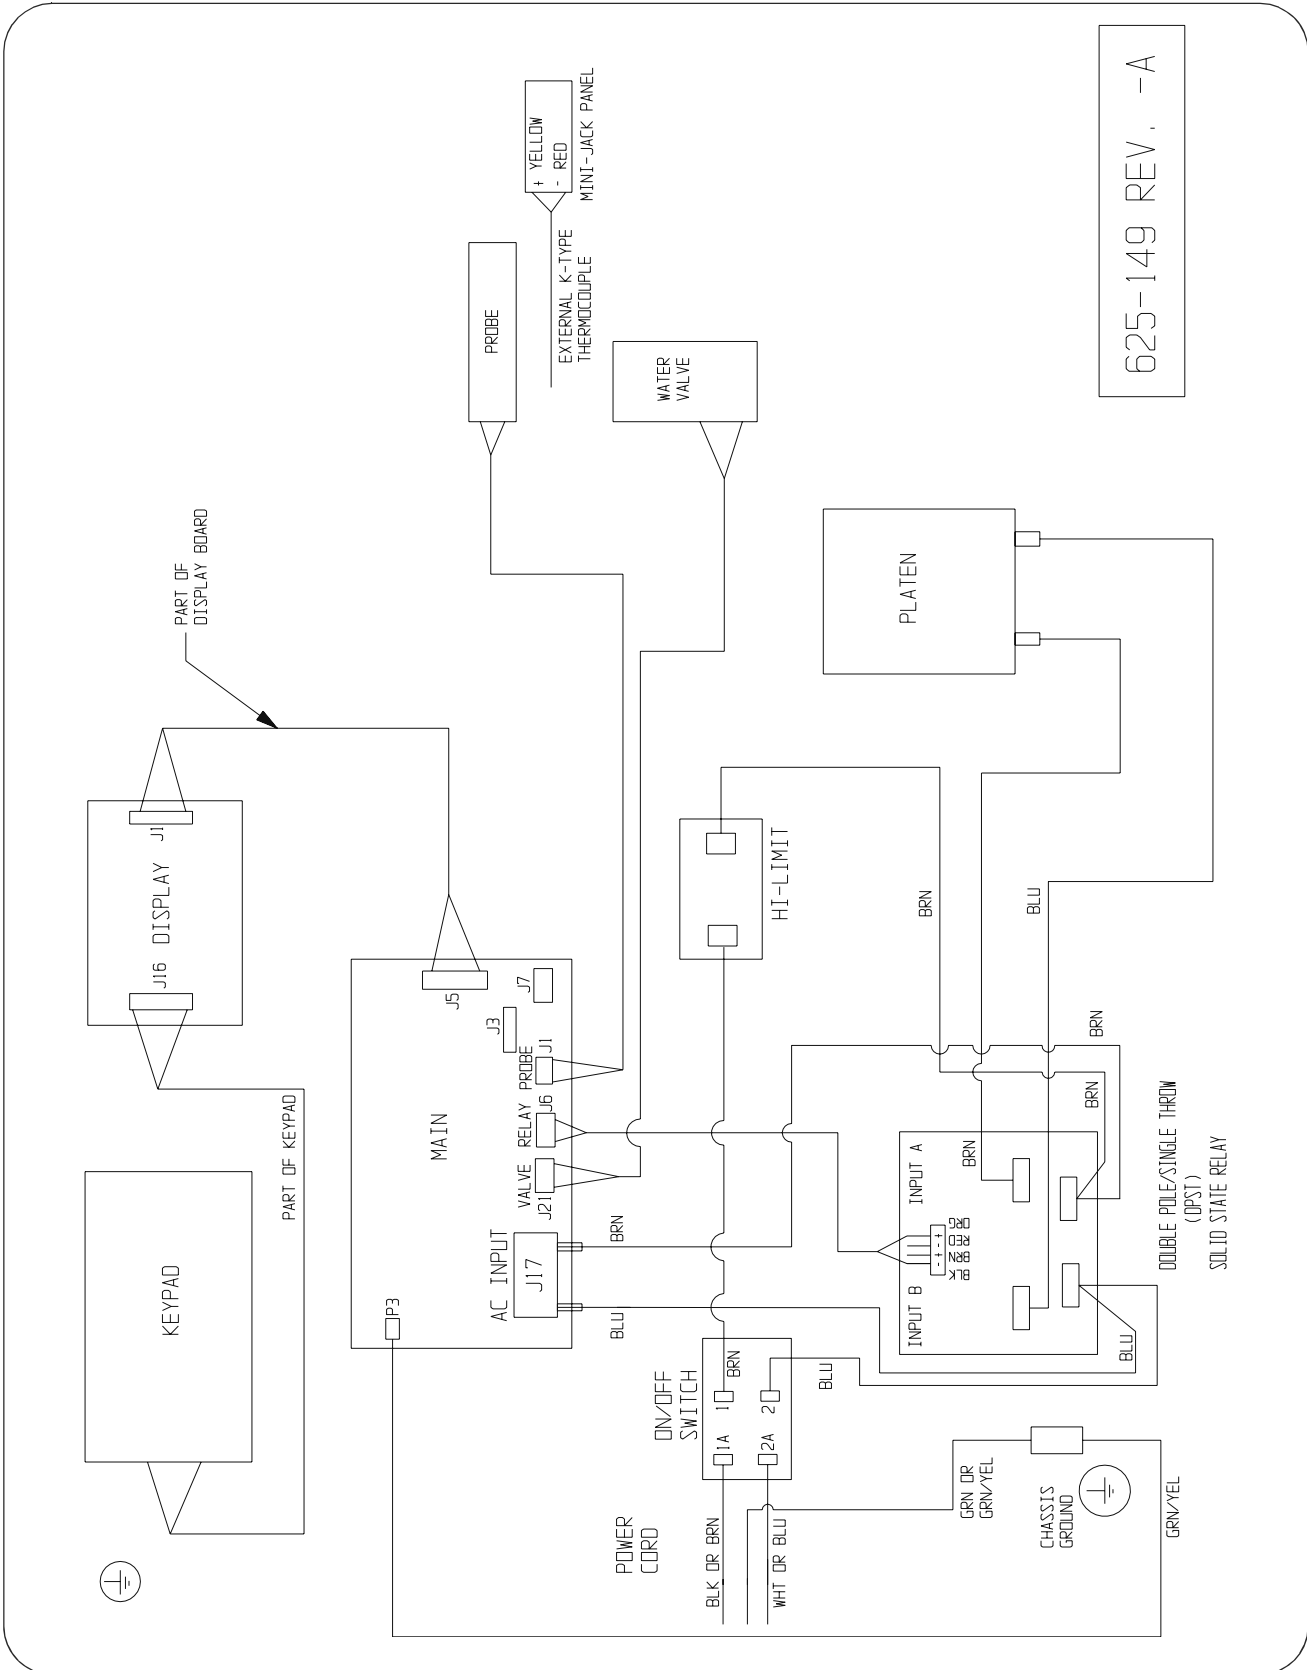 KEYPAD
PART OF KEYPAD
J16
DISPLAY
J1
PART OF
DISPLAY BOARD
P3
MAIN
J5
AC INPUT
J17
VALVE
J21
RELAY
J6
PROBE
J1
J3
J7
BLU
BRN
PROBE
EXTERNAL K-TYPE
THERMOCOUPLE
+ YELLOW
- RED
MINI-JACK PANEL
WATER
VALVE
POWER
CORD
BLK OR BRN
WHT OR BLU
ON/OFF
SWITCH
1A
1
BRN
2A
2
BLU
HI-LIMIT
BRN
PLATEN
BLU
GRN OR
GRN/YEL
CHASSIS
GROUND
GRN/YEL
INPUT B
INPUT A
BLK
BRN
RED
ORG
- + - +
BRN
BLU
BRN
BRN
DOUBLE POLE/SINGLE THROW
(DPST)
SOLID STATE RELAY
625-149 REV. -A